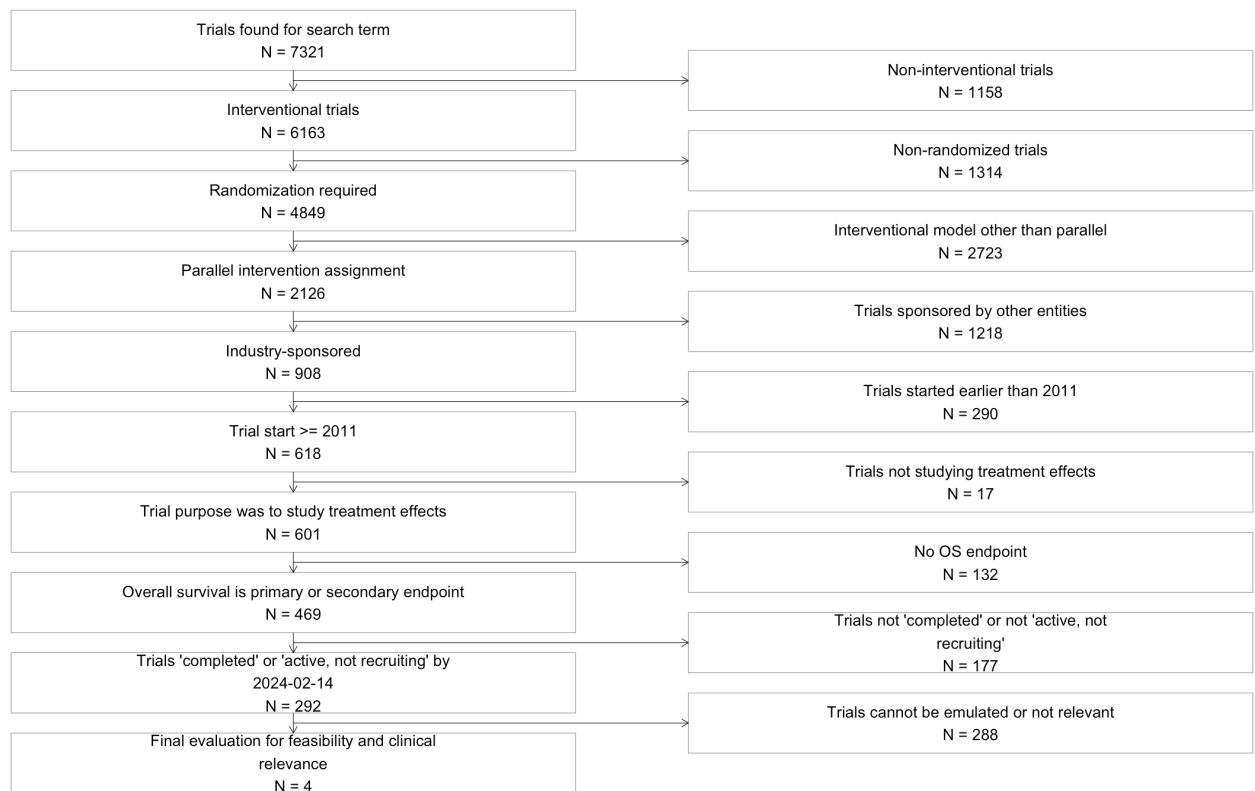 Trials found for search term
N = 7321
Non-interventional trials
N = 1158
Interventional trials
N = 6163
Non-randomized trials
N = 1314
Randomization required
N = 4849
Interventional model other than parallel
N = 2723
Parallel intervention assignment
N = 2126
Trials sponsored by other entities
N = 1218
Industry-sponsored
N = 908
Trials started earlier than 2011
N = 290
Trial start >= 2011
N = 618
Trials not studying treatment effects
N = 17
Trial purpose was to study treatment effects
N = 601
No OS endpoint
N = 132
Overall survival is primary or secondary endpoint
N = 469
Trials not 'completed' or not 'active, not
recruiting'
N = 177
Trials 'completed' or 'active, not recruiting' by
2024-02-14
N = 292
Trials cannot be emulated or not relevant
N = 288
Final evaluation for feasibility and clinical
relevance
N = 4